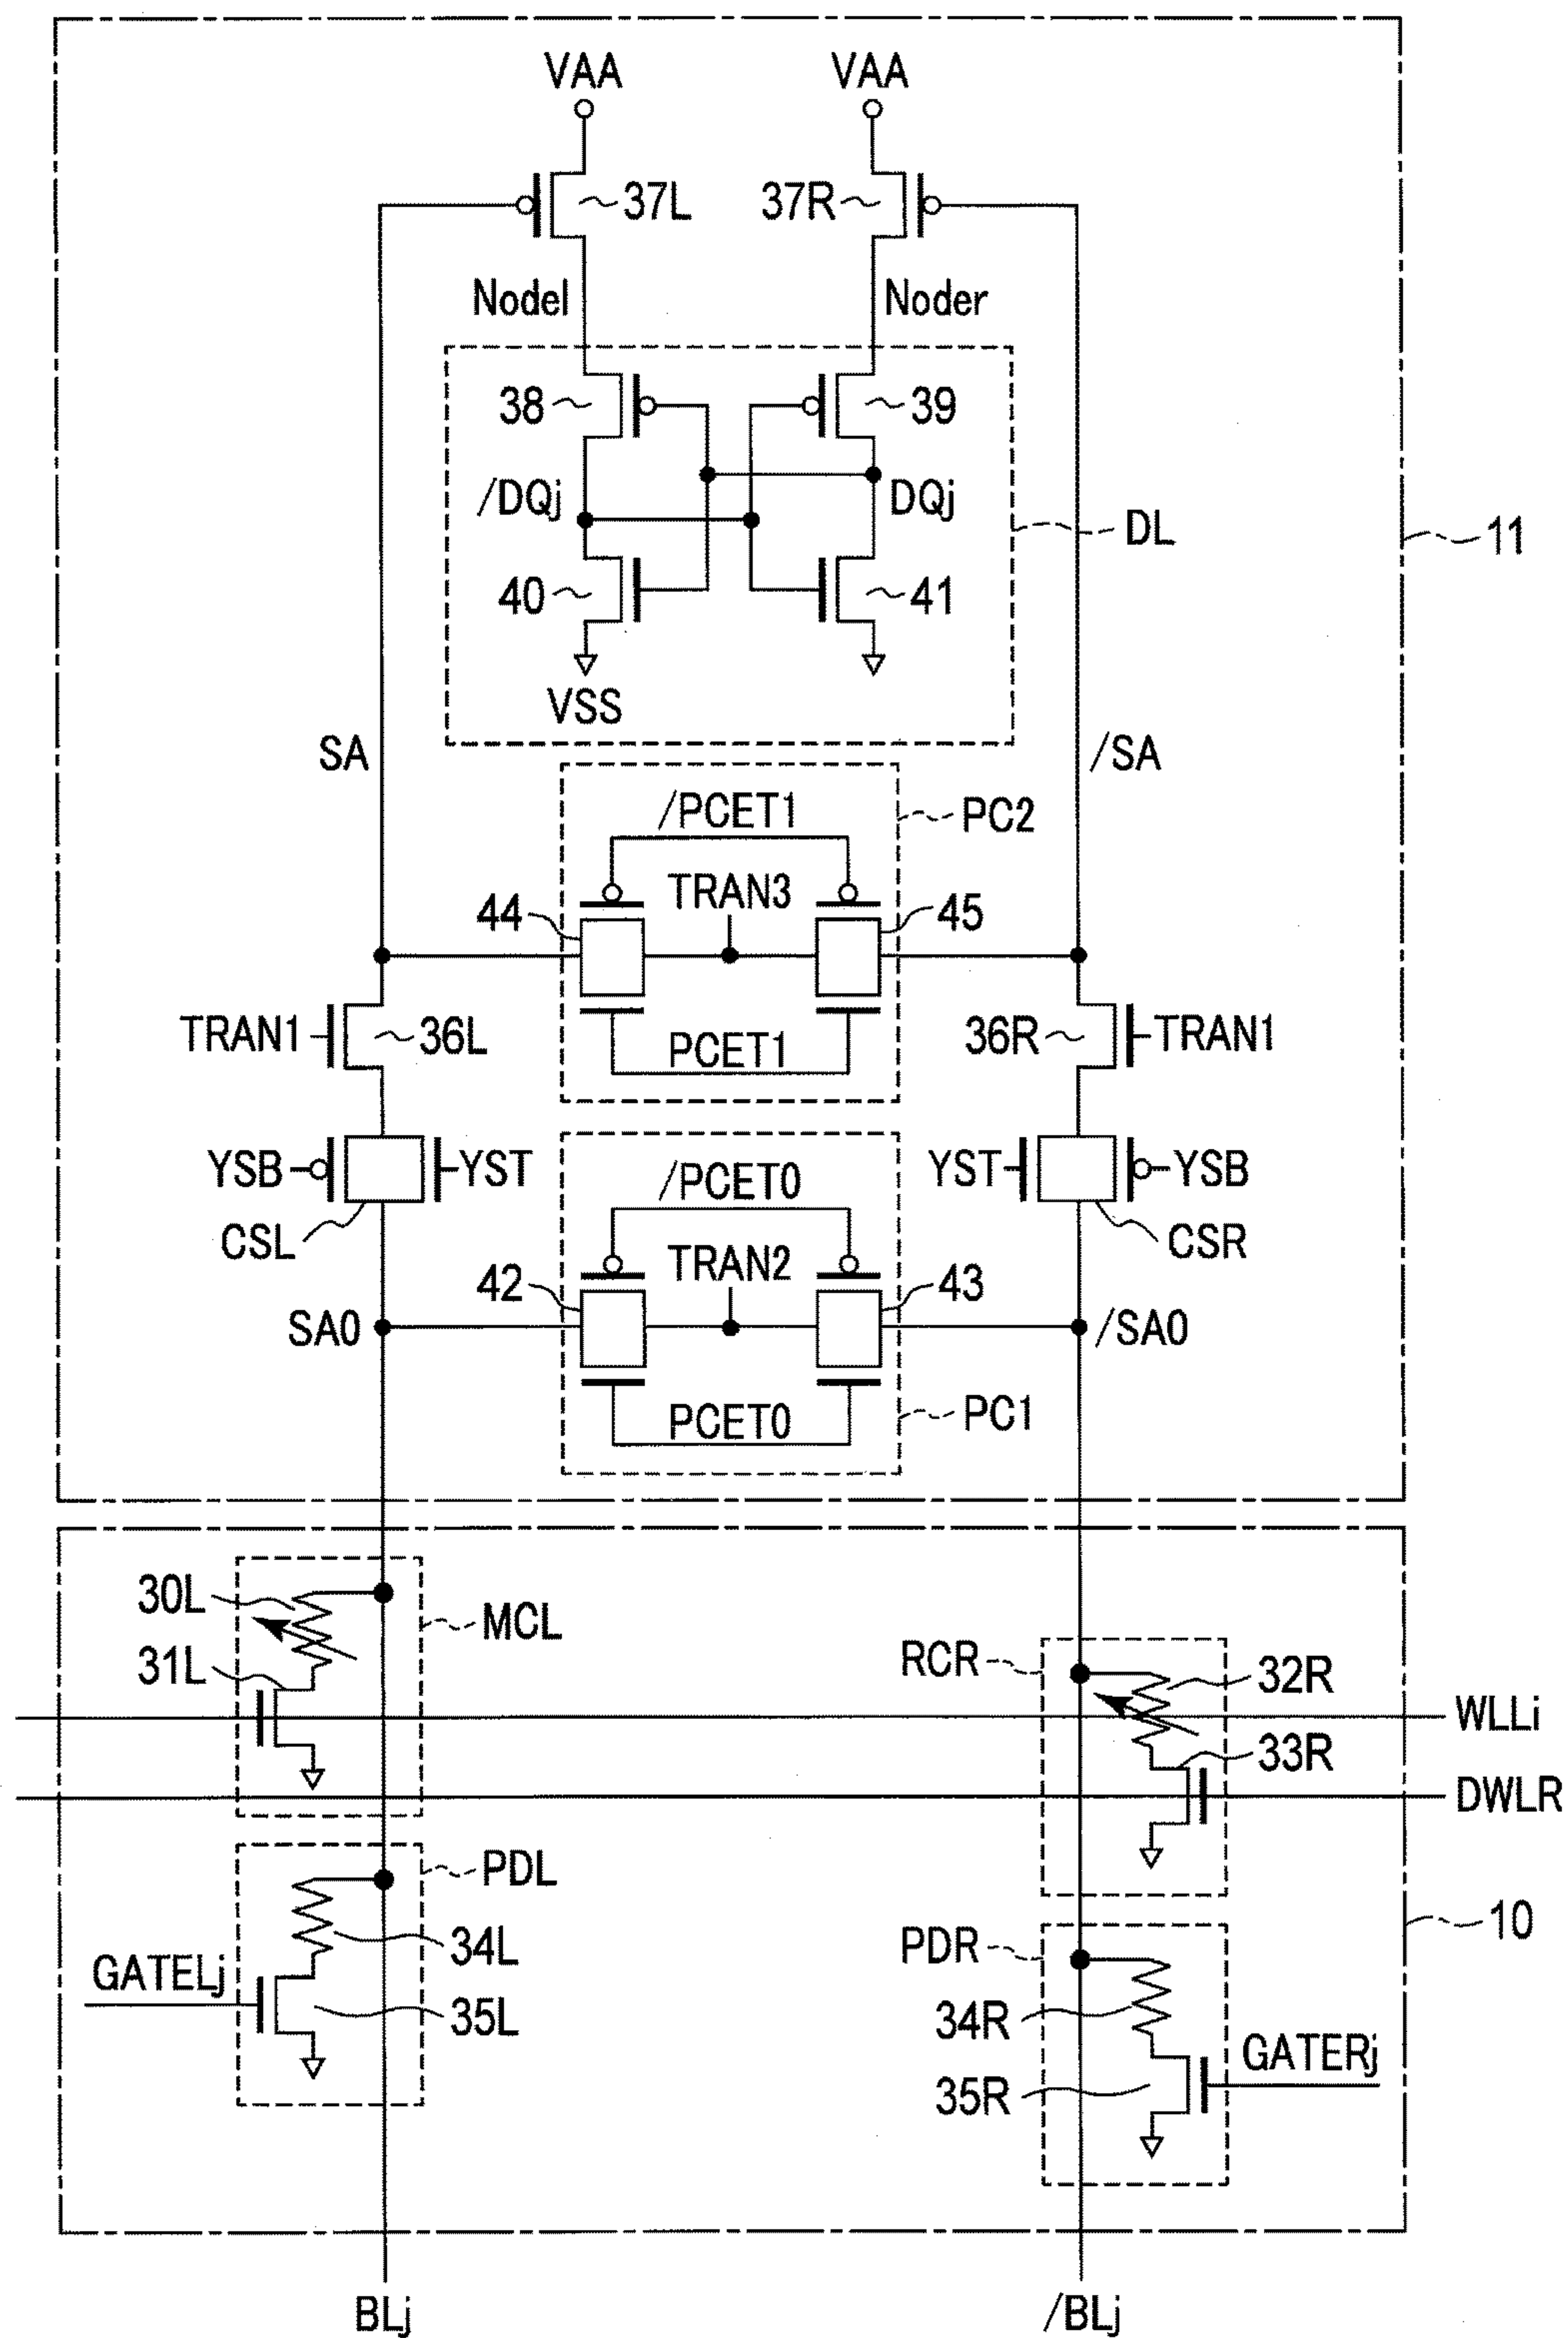 VAA VAA
37L 37R
Nodel Noder
38 39
/DQj DQj
DL
11
40 41
VSS
SA /SA
/PCET1
PC2
TRAN3
44 45
TRAN1 36L 36R TRAN1
PCET1
YSB YST YST YSB
/PCET0
CSL CSR
TRAN2
42 43
SA0 /SA0
PCET0
PC1
30L
MCL
31L
RCR
32R
WLLi
33R
DWLR
PDL
34L
GATELj
35L
10
PDR
34R
GATERj
35R
BLj /BLj